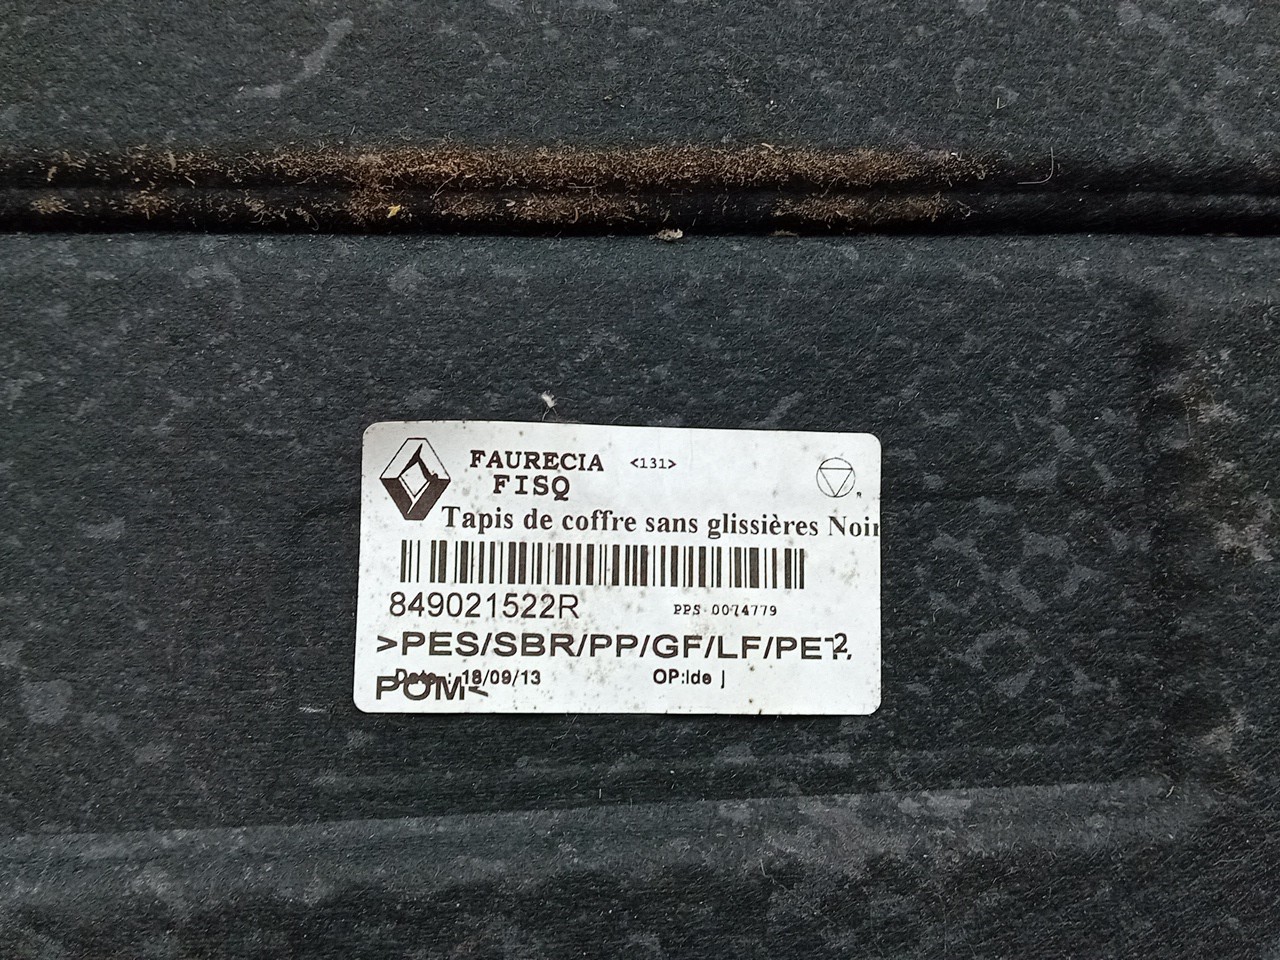 FAURECIA <131>
FISQ
Tapis de coffre sans glissières Noir
849021522R PPS 0074779
>PES/SBR/PP/GF/LF/PET,
POM<
Date : 18/09/13 OP:Ide